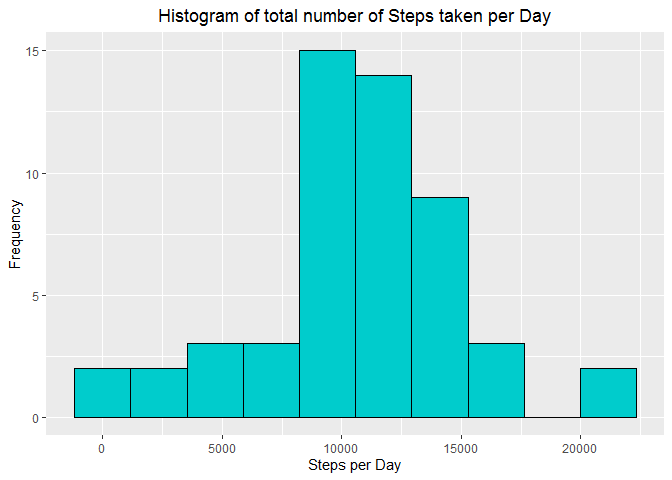 Histogram of total number of Steps taken per Day
Frequency
15
10
5
0
0 5000 10000 15000 20000
Steps per Day